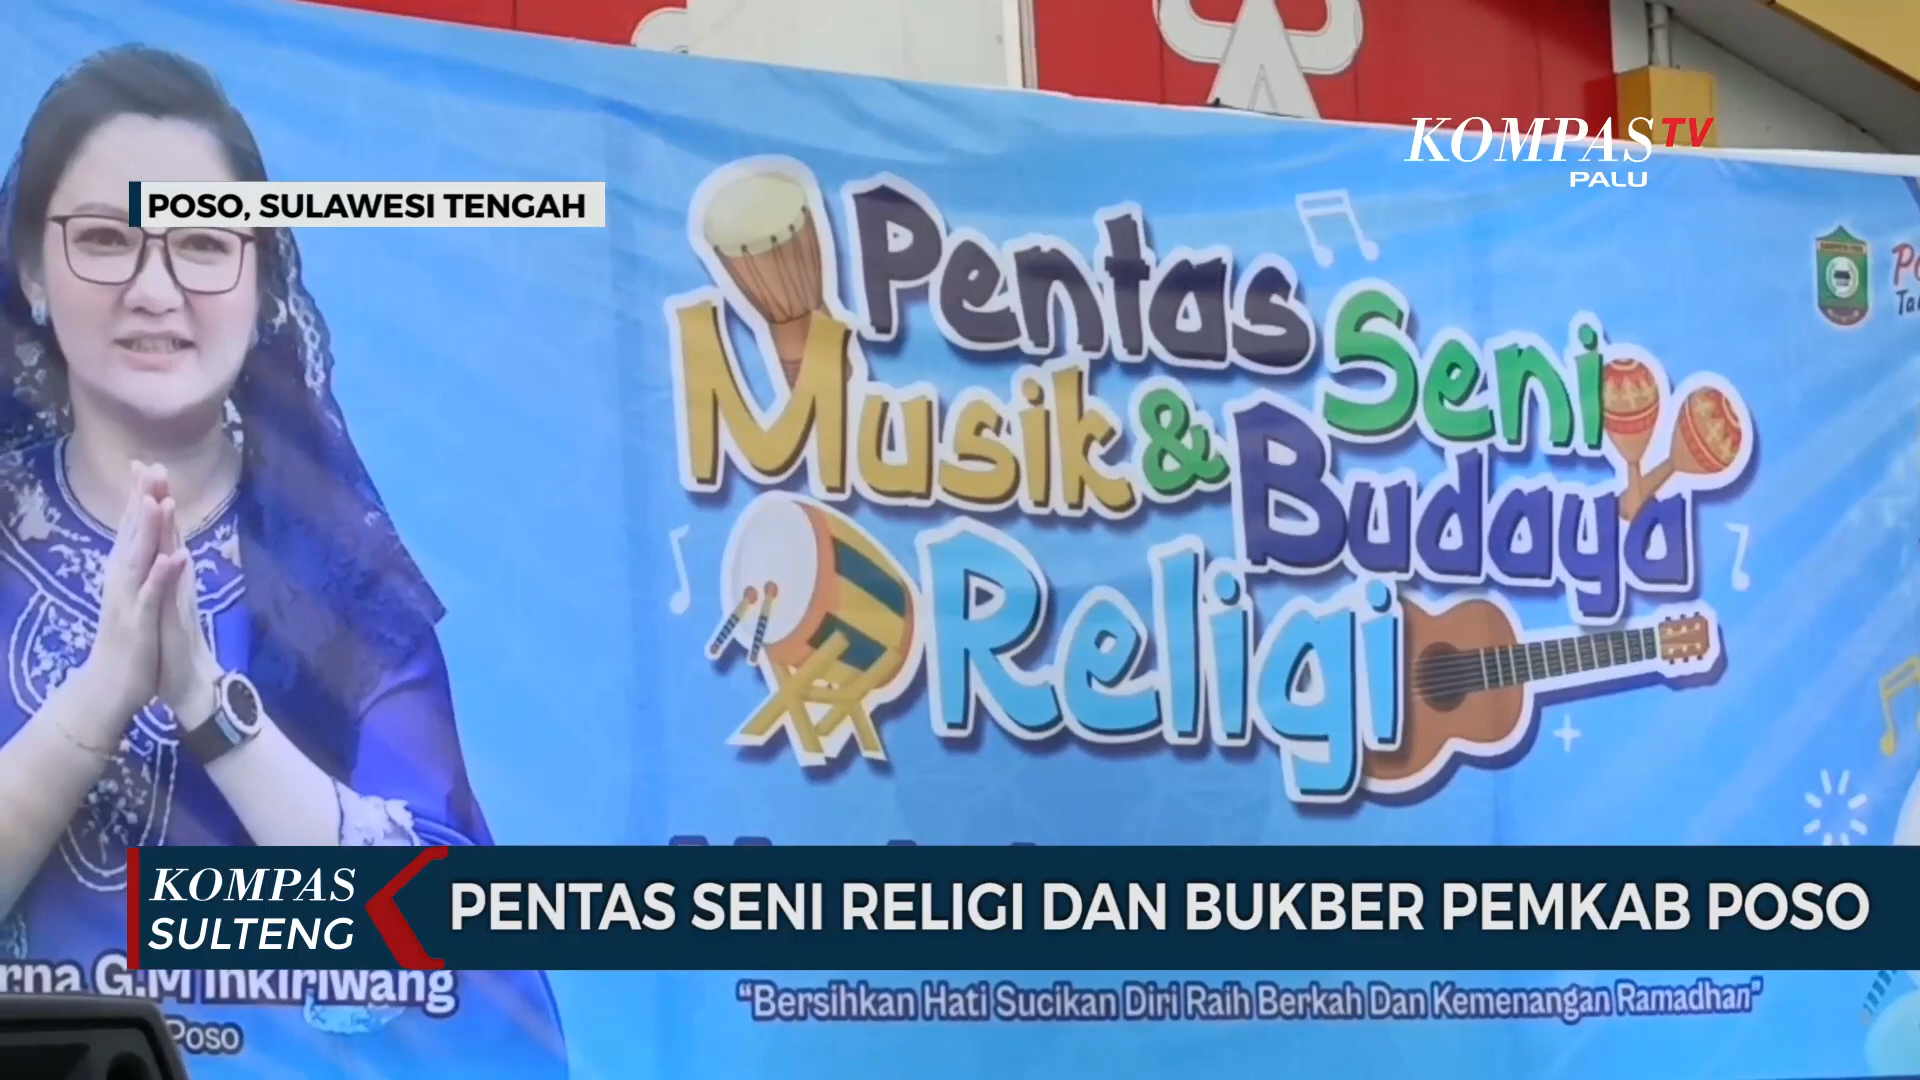 KOMPAS TV
PALU
POSO, SULAWESI TENGAH
Pentas Seni
Musik & Budaya
Religi
KOMPAS
SULTENG
PENTAS SENI RELIGI DAN BUKBER PEMKAB POSO
G.M Inkiriwang
Poso
"Bersihkan Hati Sucikan Diri Raih Berkah Dan Kemenangan Ramadhan"